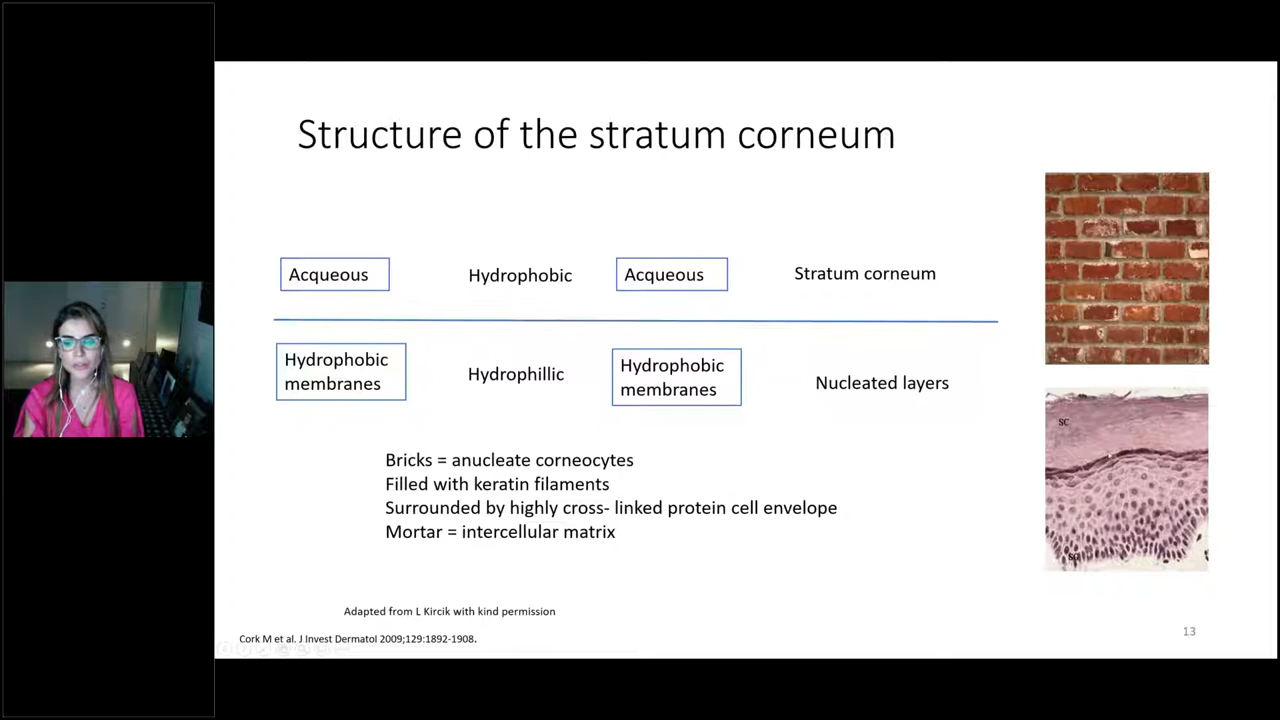 Structure of the stratum corneum
Acqueous
Hydrophobic
Acqueous
Stratum corneum
Hydrophobic
membranes
Hydrophillic
Hydrophobic
membranes
Nucleated layers
Bricks = anucleate corneocytes
Filled with keratin filaments
Surrounded by highly cross- linked protein cell envelope
Mortar = intercellular matrix
SC
SG
Adapted from L Kircik with kind permission
Cork M et al. J Invest Dermatol 2009;129:1892-1908.
13